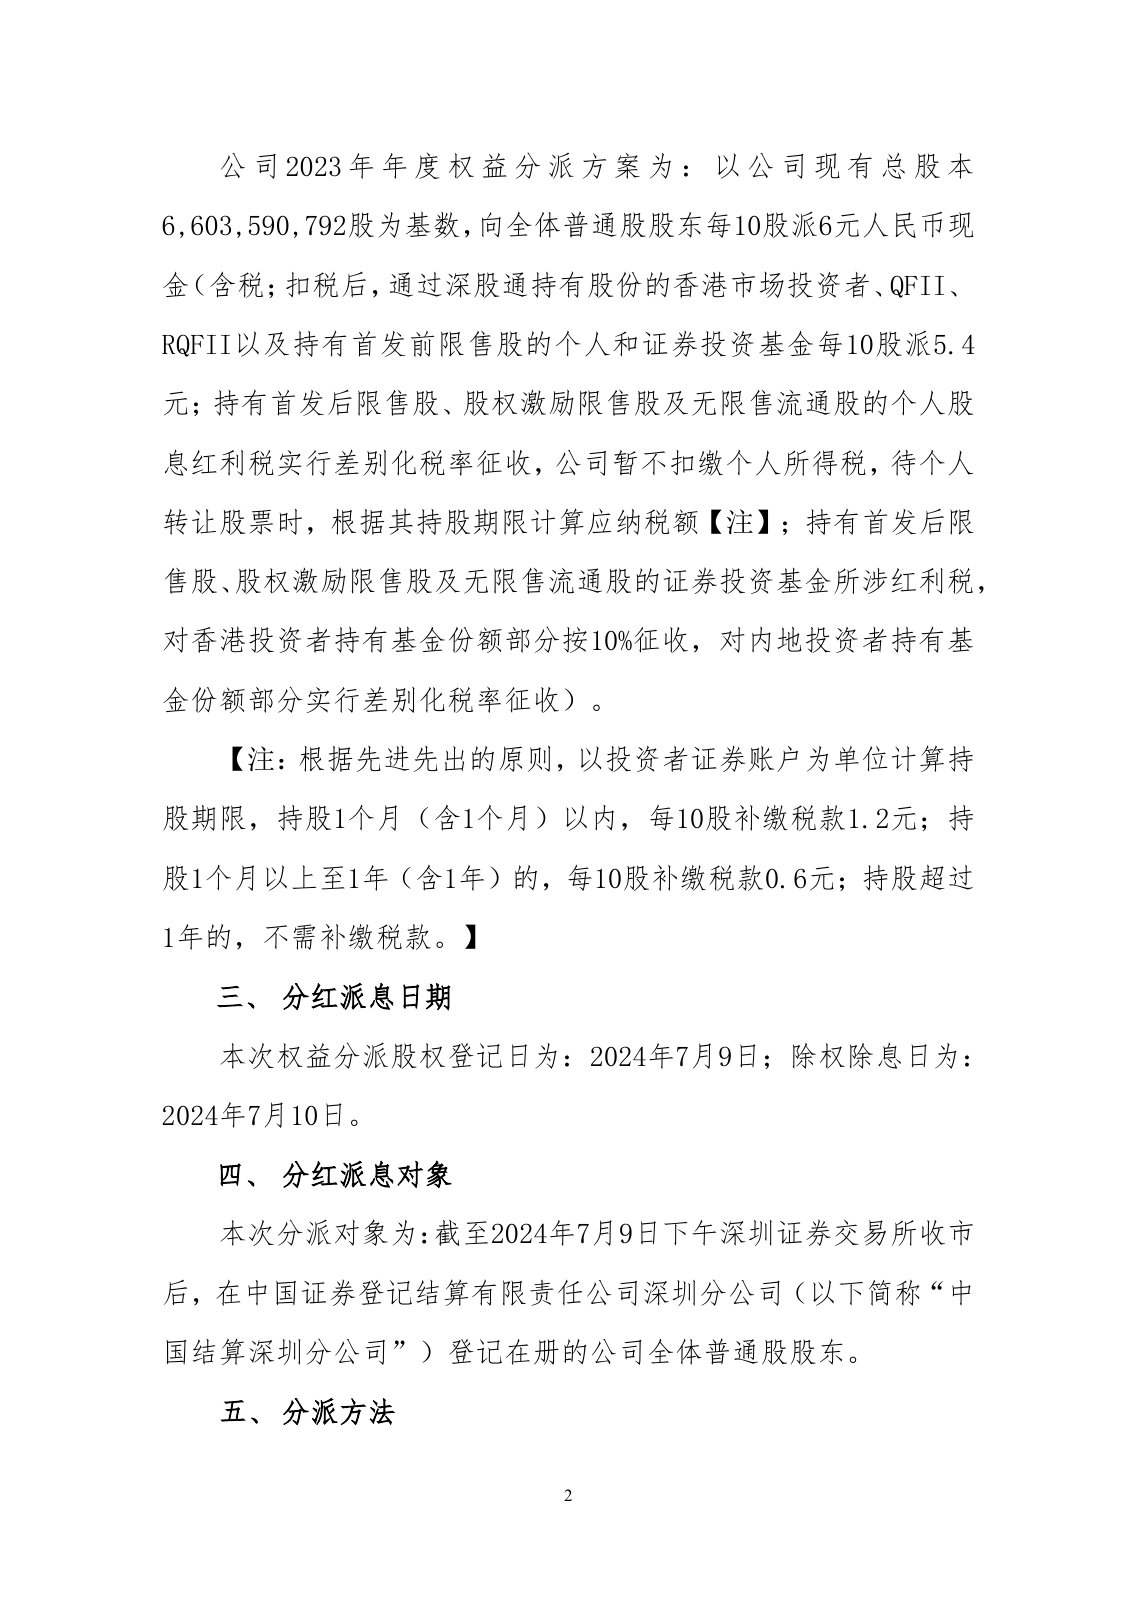 公司2023年年度权益分派方案为：以公司现有总股本
6,603,590,792股为基数，向全体普通股股东每10股派6元人民币现
金（含税；扣税后，通过深股通持有股份的香港市场投资者、QFII、
RQFII以及持有首发前限售股的个人和证券投资基金每10股派5.4
元；持有首发后限售股、股权激励限售股及无限售流通股的个人股
息红利税实行差别化税率征收，公司暂不扣缴个人所得税，待个人
转让股票时，根据其持股期限计算应纳税额【注】；持有首发后限
售股、股权激励限售股及无限售流通股的证券投资基金所涉红利税，
对香港投资者持有基金份额部分按10%征收，对内地投资者持有基
金份额部分实行差别化税率征收）。
【注：根据先进先出的原则，以投资者证券账户为单位计算持
股期限，持股1个月（含1个月）以内，每10股补缴税款1.2元；持
股1个月以上至1年（含1年）的，每10股补缴税款0.6元；持股超过
1年的，不需补缴税款。】
三、 分红派息日期
本次权益分派股权登记日为：2024年7月9日；除权除息日为：
2024年7月10日。
四、 分红派息对象
本次分派对象为：截至2024年7月9日下午深圳证券交易所收市
后，在中国证券登记结算有限责任公司深圳分公司（以下简称“中
国结算深圳分公司”）登记在册的公司全体普通股股东。
五、 分派方法
2